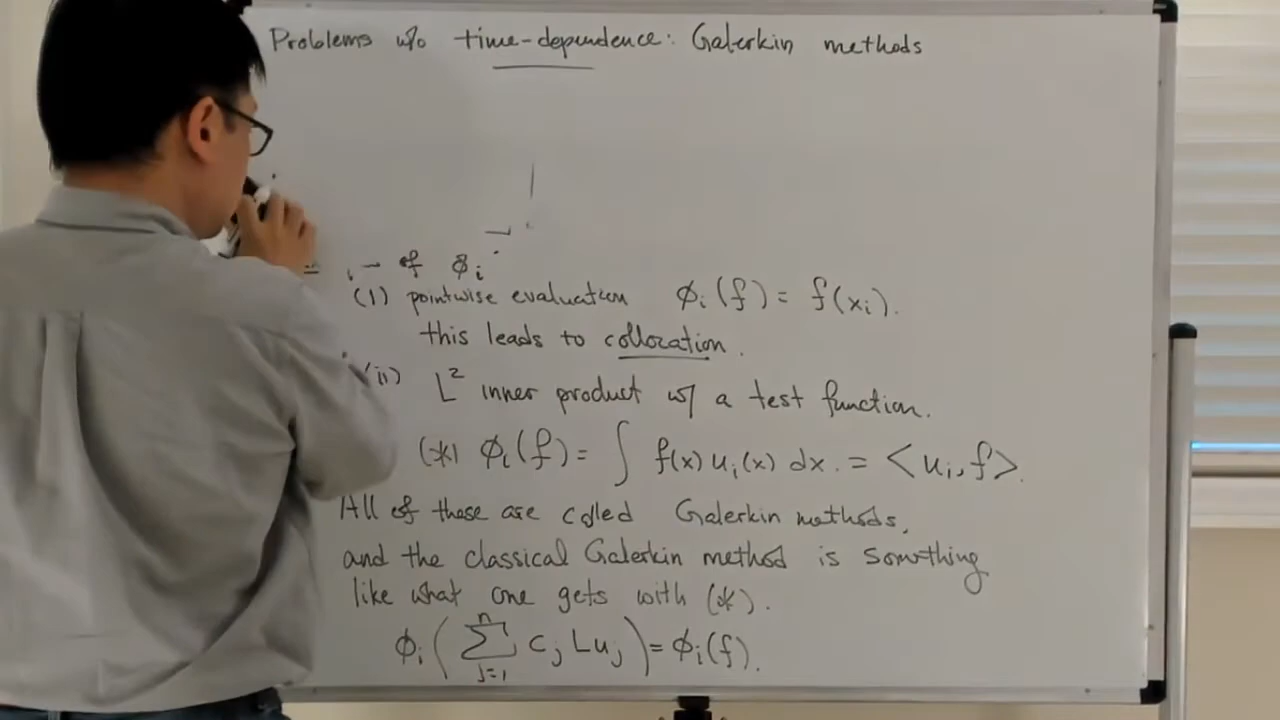 Problems w/o time-dependence: Galerkin methods
of ϕᵢ
(i) pointwise evaluation ϕᵢ(f) = f(xᵢ).
this leads to collocation.
(ii) L² inner product w/ a test function.
(*) ϕᵢ(f) = ∫ f(x) uᵢ(x) dx. = <uᵢ, f>.
All of these are called Galerkin methods,
and the classical Galerkin method is something
like what one gets with (*).
ϕᵢ(∑ⁿⱼ₌₁ cⱼ Luⱼ) = ϕᵢ(f).